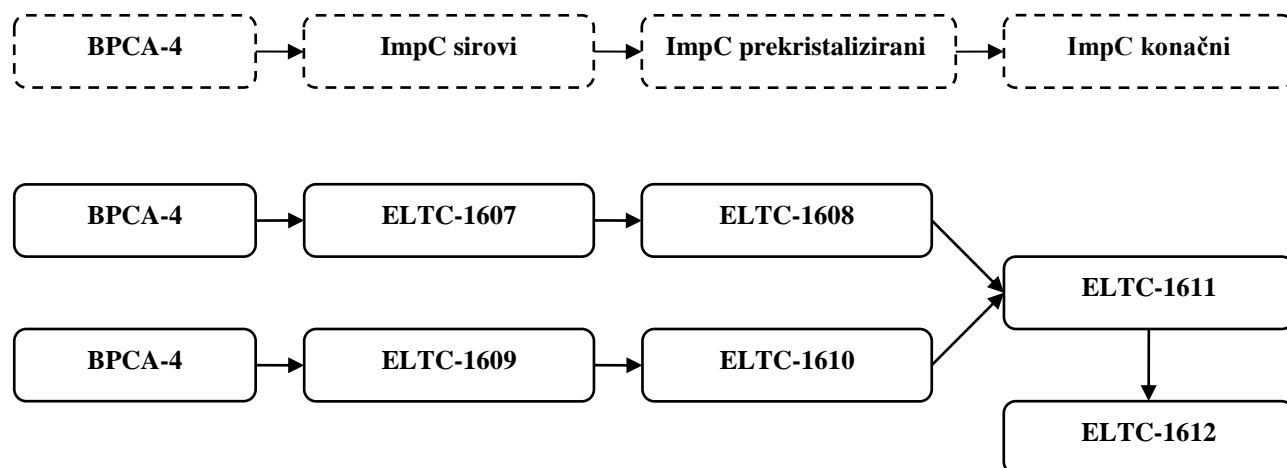 BPCA-4
ImpC sirovi
ImpC prekristalizirani
ImpC konačni
BPCA-4
ELTC-1607
ELTC-1608
ELTC-1611
BPCA-4
ELTC-1609
ELTC-1610
ELTC-1612